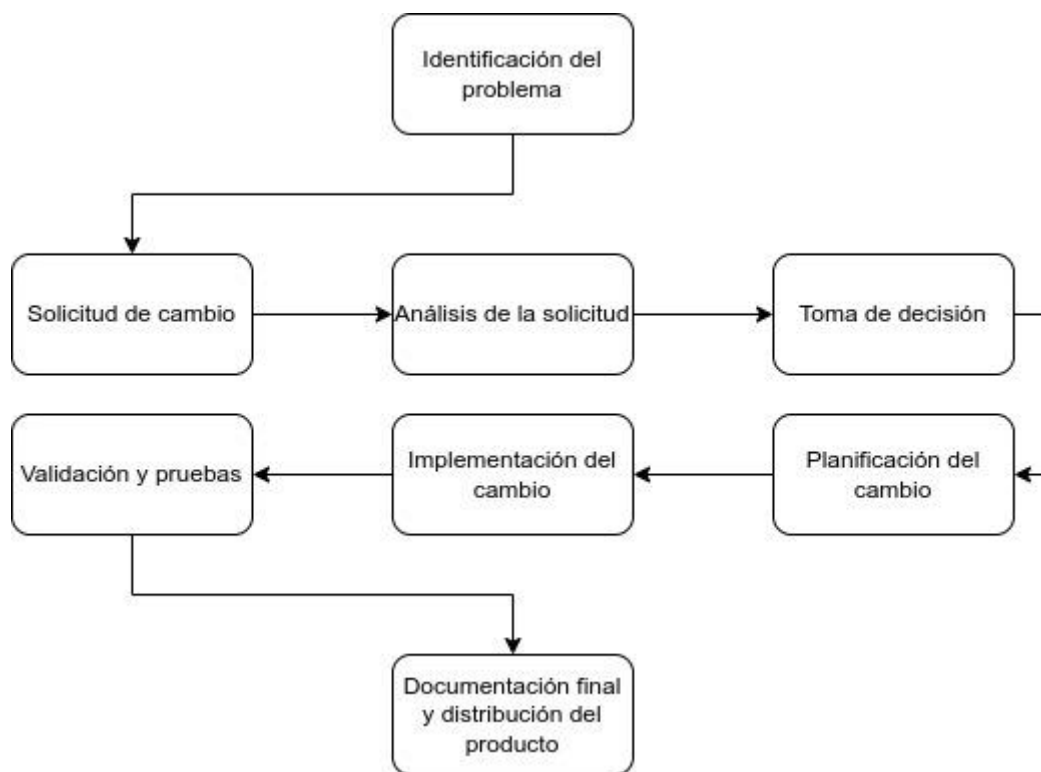 Identificación del
problema
Solicitud de cambio
Análisis de la solicitud
Toma de decisión
Validación y pruebas
Implementación del
cambio
Planificación del
cambio
Documentación final
y distribución del
producto